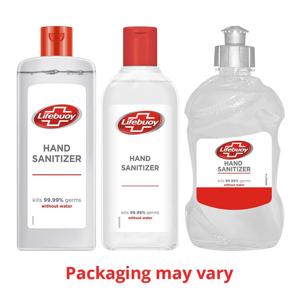 Lifebuoy
HAND
SANITIZER
kills 99.99% germs
without water
Lifebuoy
HAND
SANITIZER
kills 99.99% germs
without water
Lifebuoy
HAND
SANITIZER
kills 99.99% germs
without water
Packaging may vary